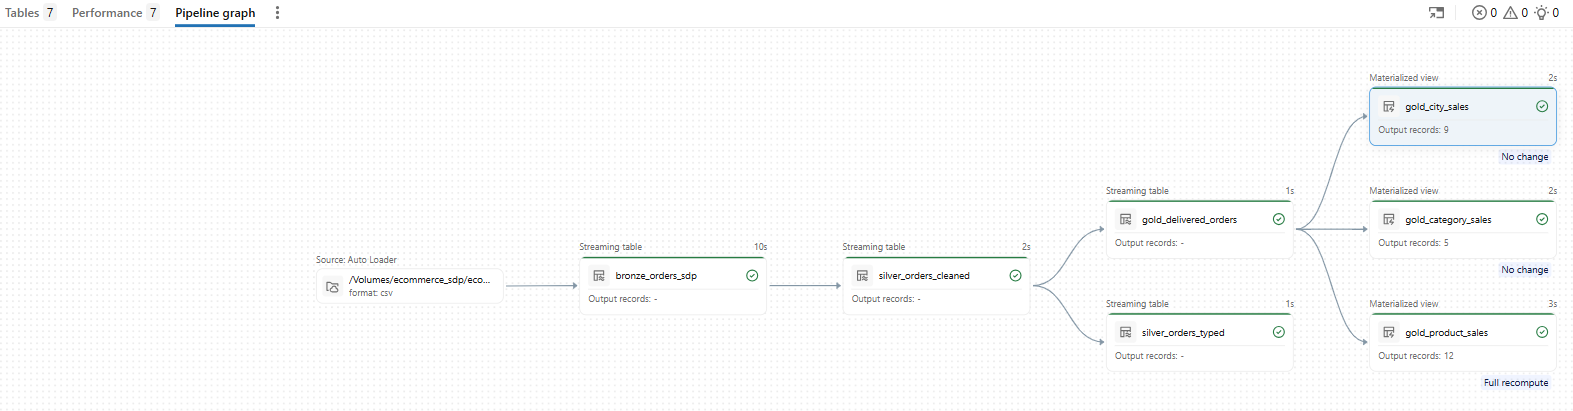 Tables 7 Performance 7 Pipeline graph
0 0 0
Materialized view 2s
gold_city_sales
Output records: 9
No change
Streaming table 1s
gold_delivered_orders
Output records: -
Materialized view 2s
gold_category_sales
Output records: 5
No change
Source: Auto Loader
/Volumes/ecommerce_sdp/eco...
format: csv
Streaming table 10s
bronze_orders_sdp
Output records: -
Streaming table 2s
silver_orders_cleaned
Output records: -
Streaming table 1s
silver_orders_typed
Output records: -
Materialized view 3s
gold_product_sales
Output records: 12
Full recompute